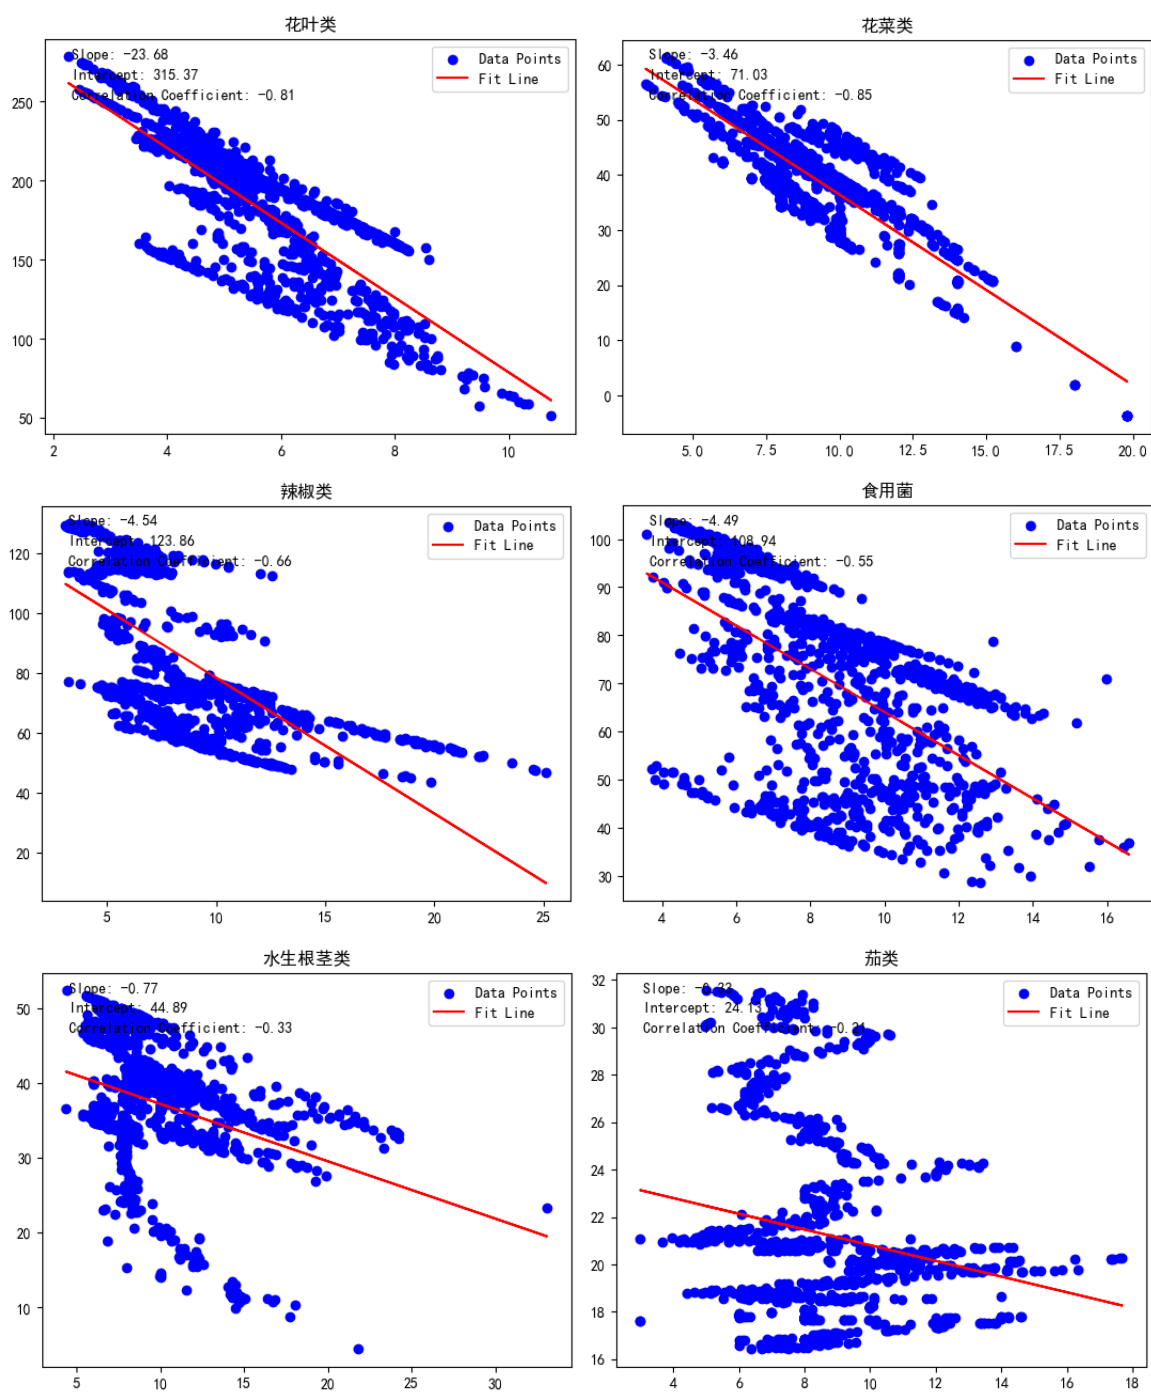 花叶类
Slope: -23.68
Intercept: 315.37
Correlation Coefficient: -0.81
Data Points
Fit Line
250
200
150
100
50
2 4 6 8 10
花菜类
Slope: -3.46
Intercept: 71.03
Correlation Coefficient: -0.85
Data Points
Fit Line
60
50
40
30
20
10
0
5.0 7.5 10.0 12.5 15.0 17.5 20.0
辣椒类
Slope: -4.54
Intercept: 123.86
Correlation Coefficient: -0.66
Data Points
Fit Line
120
100
80
60
40
20
5 10 15 20 25
食用菌
Slope: -4.49
Intercept: 108.94
Correlation Coefficient: -0.55
Data Points
Fit Line
100
90
80
70
60
50
40
30
4 6 8 10 12 14 16
水生根茎类
Slope: -0.77
Intercept: 44.89
Correlation Coefficient: -0.33
Data Points
Fit Line
50
40
30
20
10
5 10 15 20 25 30
茄类
Slope: -0.33
Intercept: 24.13
Correlation Coefficient: -0.21
Data Points
Fit Line
32
30
28
26
24
22
20
18
16
4 6 8 10 12 14 16 18